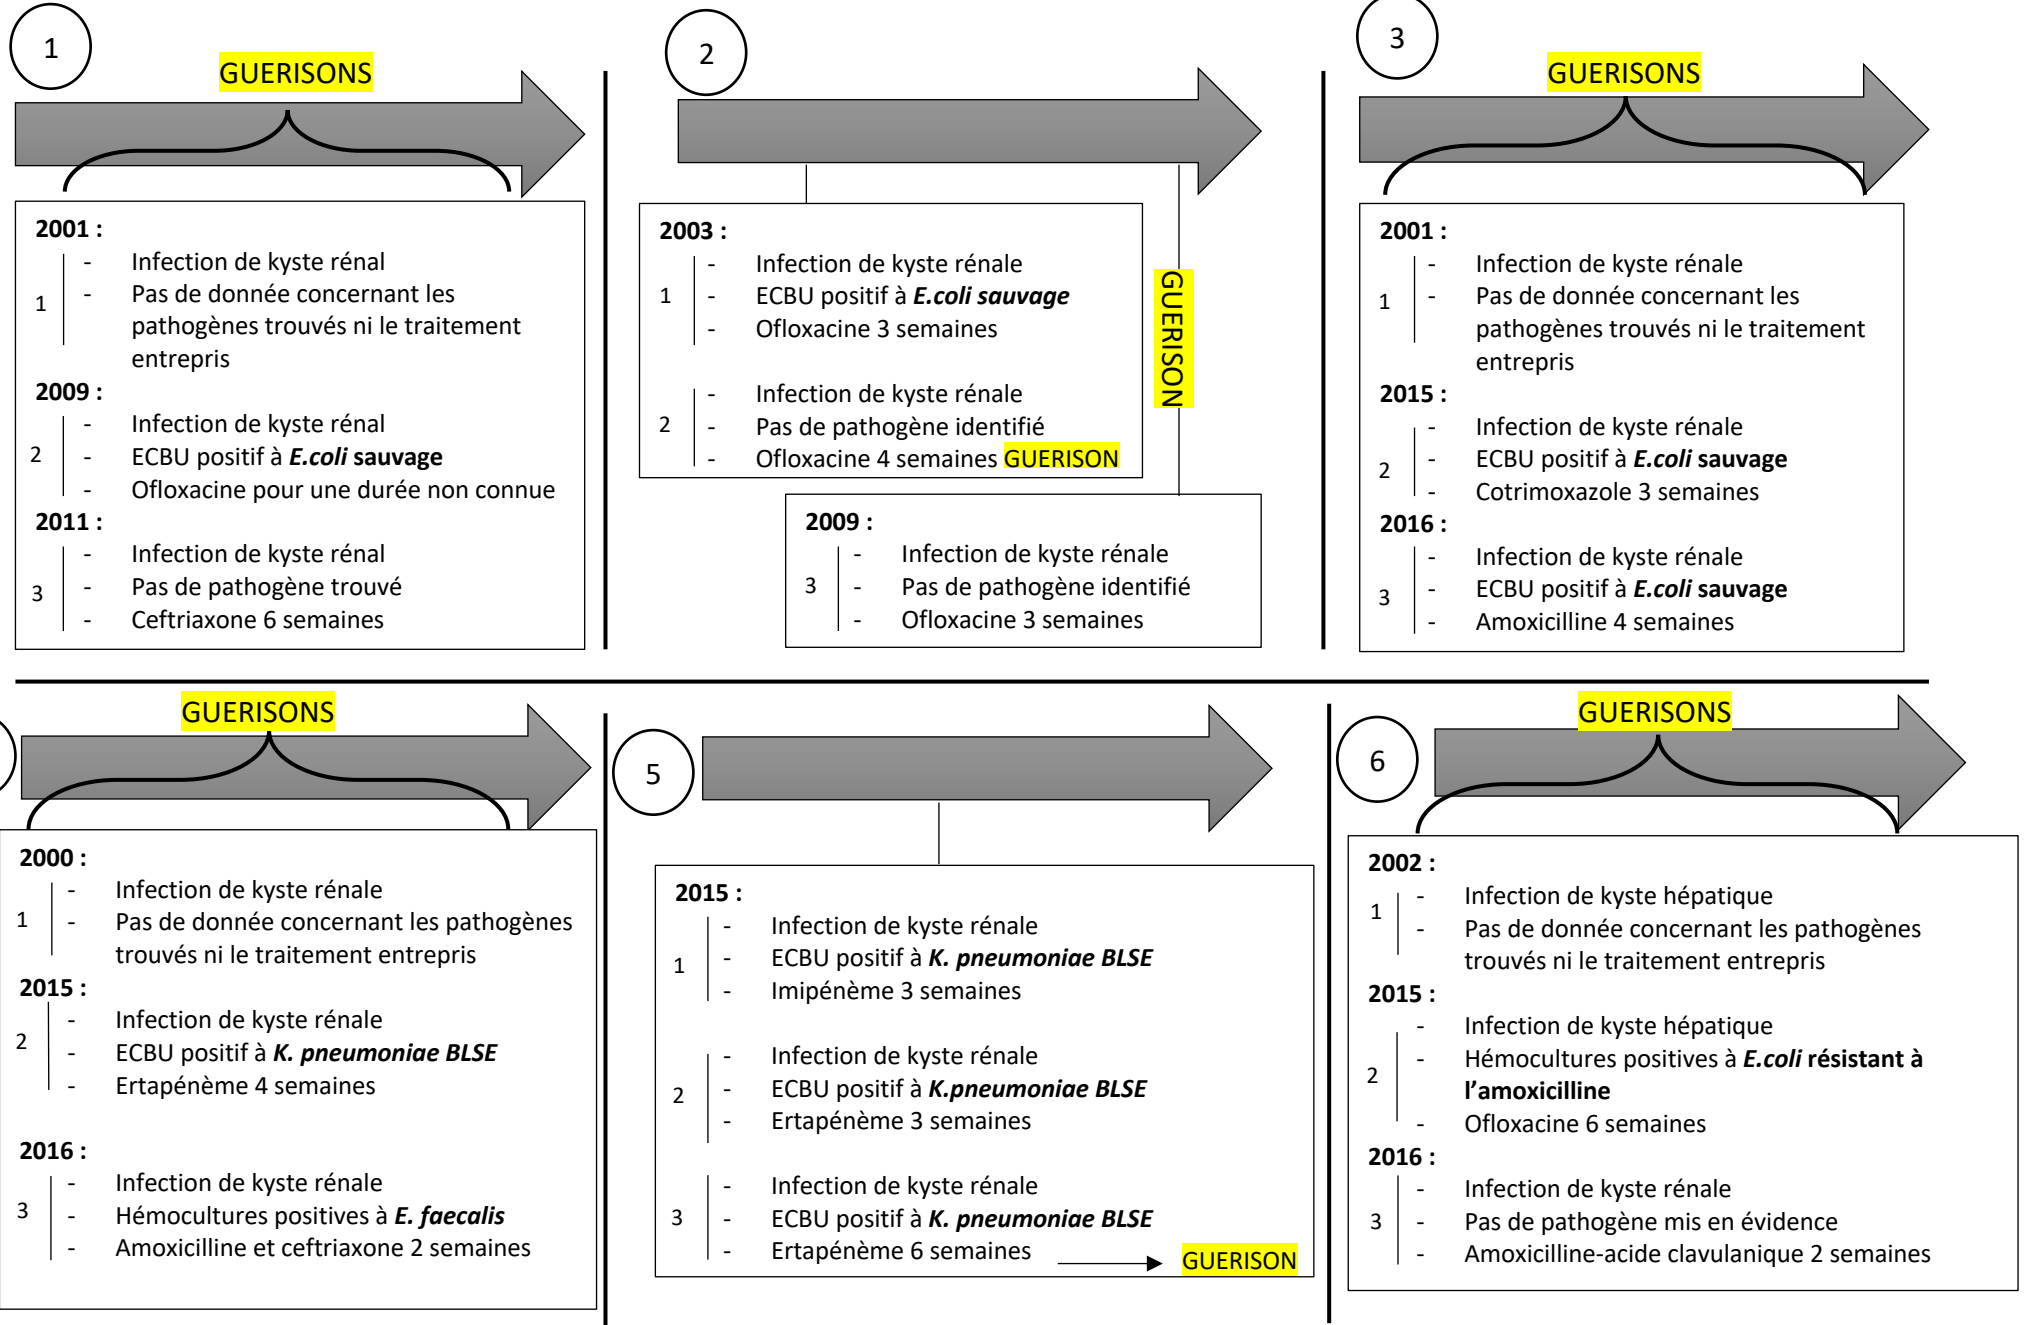 1
GUERISONS
2001 :
1
- Infection de kyste rénal
- Pas de donnée concernant les
pathogènes trouvés ni le traitement
entrepris
2009 :
2
- Infection de kyste rénal
- ECBU positif à E.coli sauvage
- Ofloxacine pour une durée non connue
2011 :
3
- Infection de kyste rénal
- Pas de pathogène trouvé
- Ceftriaxone 6 semaines
2
2003 :
1
- Infection de kyste rénale
- ECBU positif à E.coli sauvage
- Ofloxacine 3 semaines
2
- Infection de kyste rénale
- Pas de pathogène identifié
- Ofloxacine 4 semaines GUERISON
GUERISON
2009 :
3
- Infection de kyste rénale
- Pas de pathogène identifié
- Ofloxacine 3 semaines
3
GUERISONS
2001 :
1
- Infection de kyste rénale
- Pas de donnée concernant les
pathogènes trouvés ni le traitement
entrepris
2015 :
2
- Infection de kyste rénale
- ECBU positif à E.coli sauvage
- Cotrimoxazole 3 semaines
2016 :
3
- Infection de kyste rénale
- ECBU positif à E.coli sauvage
- Amoxicilline 4 semaines
GUERISONS
2000 :
1
- Infection de kyste rénale
- Pas de donnée concernant les pathogènes
trouvés ni le traitement entrepris
2015 :
2
- Infection de kyste rénale
- ECBU positif à K. pneumoniae BLSE
- Ertapénème 4 semaines
2016 :
3
- Infection de kyste rénale
- Hémocultures positives à E. faecalis
- Amoxicilline et ceftriaxone 2 semaines
5
2015 :
1
- Infection de kyste rénale
- ECBU positif à K. pneumoniae BLSE
- Imipénème 3 semaines
2
- Infection de kyste rénale
- ECBU positif à K.pneumoniae BLSE
- Ertapénème 3 semaines
3
- Infection de kyste rénale
- ECBU positif à K. pneumoniae BLSE
- Ertapénème 6 semaines
GUERISON
6
GUERISONS
2002 :
1
- Infection de kyste hépatique
- Pas de donnée concernant les pathogènes
trouvés ni le traitement entrepris
2015 :
2
- Infection de kyste hépatique
- Hémocultures positives à E.coli résistant à
l’amoxicilline
- Ofloxacine 6 semaines
2016 :
3
- Infection de kyste rénale
- Pas de pathogène mis en évidence
- Amoxicilline-acide clavulanique 2 semaines